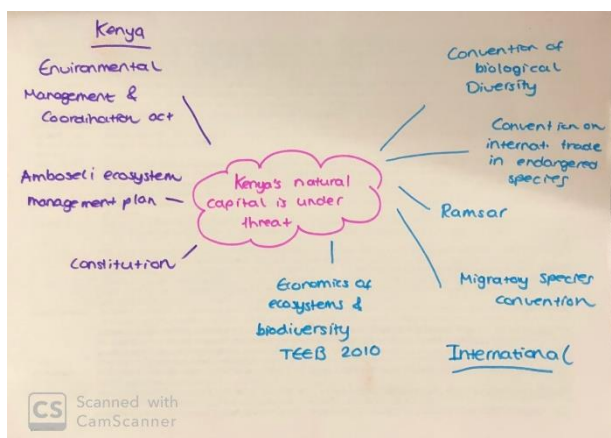 Kenya
Environmental
Management &
Coordination act
Amboseli ecosystem
management plan
Constitution
Kenya's natural
capital is under
threat
Economics of
ecosystems &
biodiversity
TEEB 2010
Convention of
biological
Diversity
Convention on
internat. trade
in endangered
species
Ramsar
Migratory species
convention
International
CS
Scanned with
CamScanner